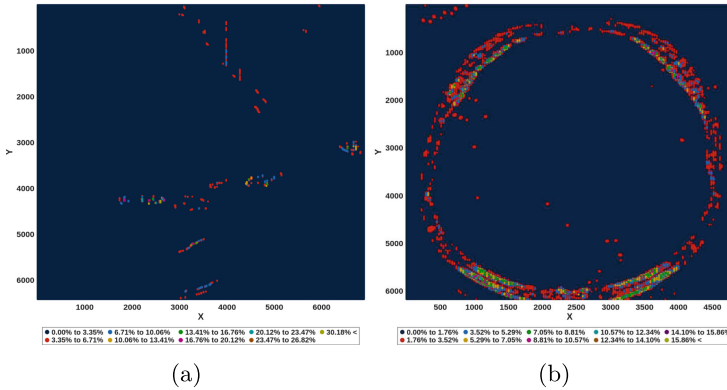 1000
2000
3000
4000
5000
6000
Y
1000
2000
3000
4000
5000
6000
X
0.00% to 3.35% 6.71% to 10.06% 13.41% to 16.76% 20.12% to 23.47% 30.18% <
3.35% to 6.71% 10.06% to 13.41% 16.76% to 20.12% 23.47% to 26.82%
(a)
1000
2000
3000
4000
5000
6000
Y
500 1000 1500 2000 2500 3000 3500 4000 4500
X
0.00% to 1.76% 3.52% to 5.29% 7.05% to 8.81% 10.57% to 12.34% 14.10% to 15.86%
1.76% to 3.52% 5.29% to 7.05% 8.81% to 10.57% 12.34% to 14.10% 15.86% <
(b)